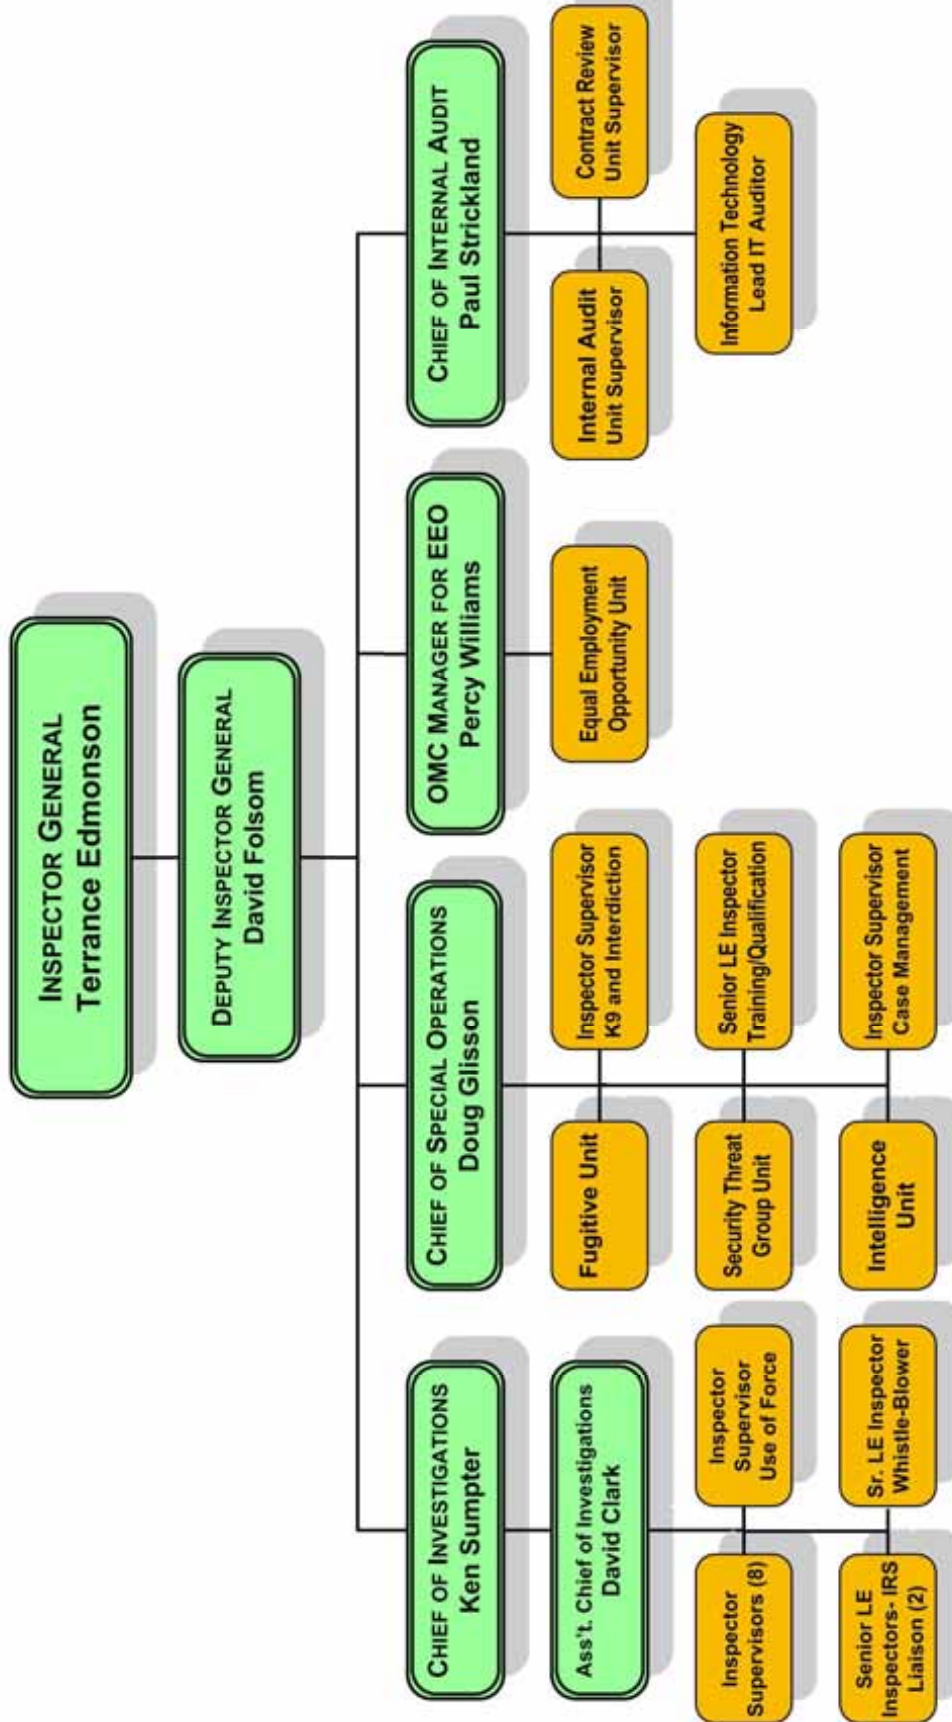 INSPECTOR GENERAL
Terrance Edmonson
DEPUTY INSPECTOR GENERAL
David Folsom
CHIEF OF INVESTIGATIONS
Ken Sumpter
CHIEF OF SPECIAL OPERATIONS
Doug Glisson
OMC MANAGER FOR EEO
Percy Williams
CHIEF OF INTERNAL AUDIT
Paul Strickland
Ass't. Chief of Investigations
David Clark
Fugitive Unit
Inspector Supervisor
K9 and Interdiction
Equal Employment
Opportunity Unit
Internal Audit
Unit Supervisor
Contract Review
Unit Supervisor
Inspector
Supervisors (8)
Inspector
Supervisor
Use of Force
Security Threat
Group Unit
Senior LE Inspector
Training/Qualification
Information Technology
Lead IT Auditor
Senior LE
Inspectors- IRS
Liaison (2)
Sr. LE Inspector
Whistle-Blower
Intelligence
Unit
Inspector Supervisor
Case Management